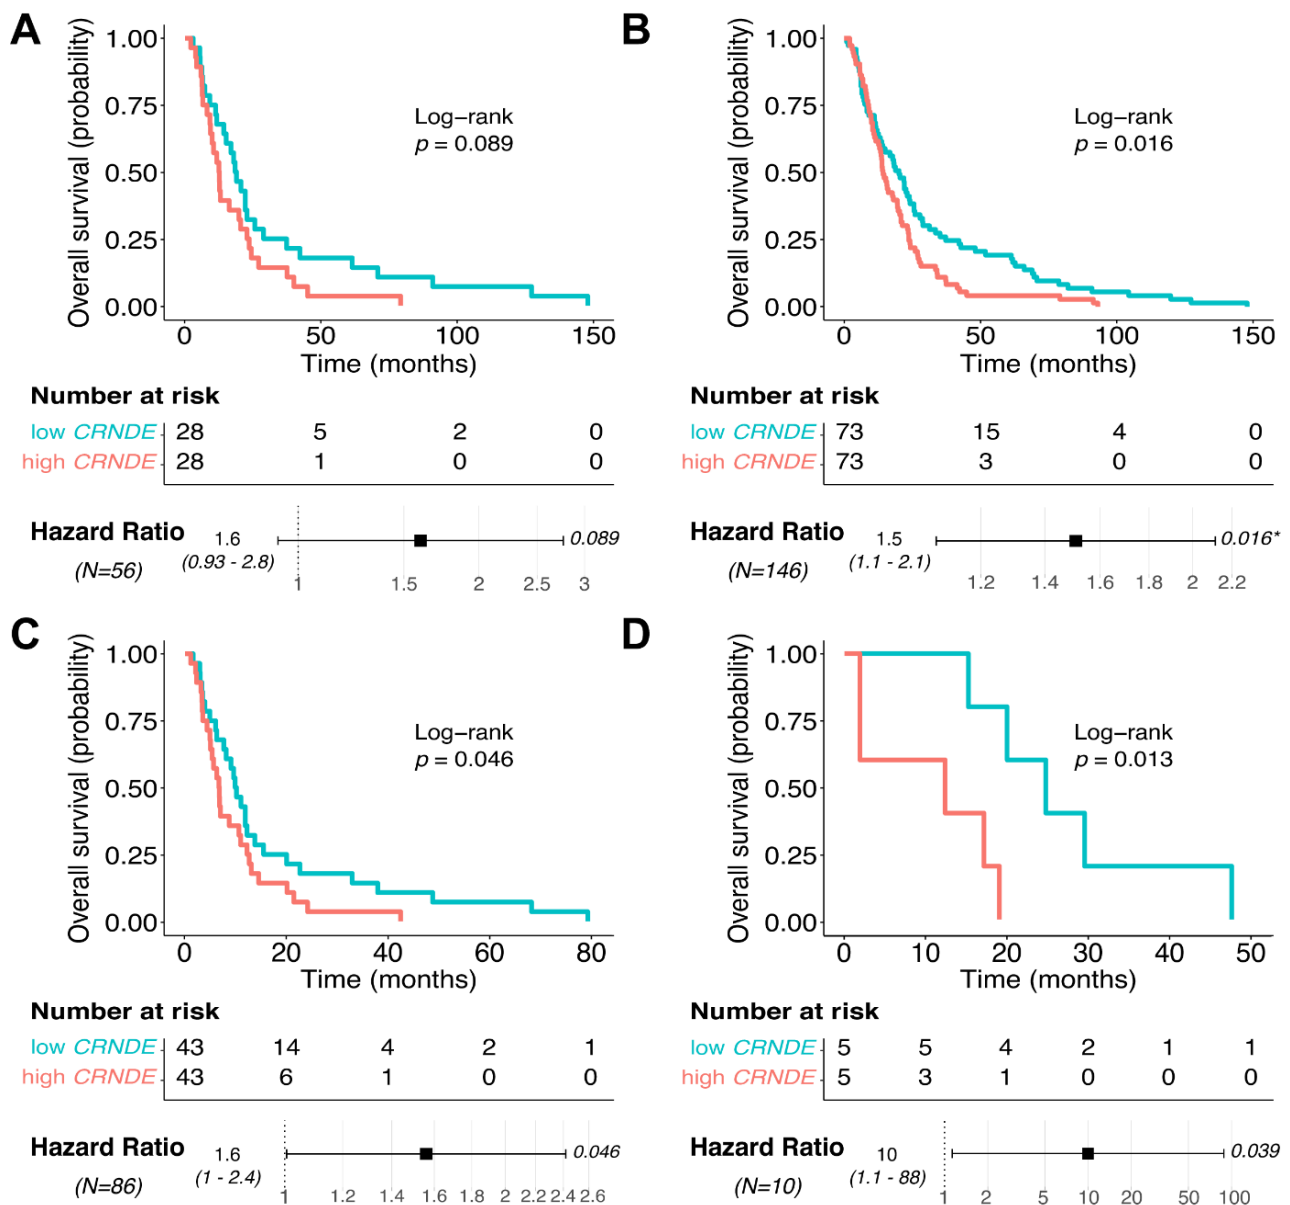 A
Overall survival (probability)
1.00
0.75
0.50
0.25
0.00
Log-rank
p = 0.089
0 50 100 150
Time (months)
Number at risk
low CRNDE 28 5 2 0
high CRNDE 28 1 0 0
Hazard Ratio
(N=56)
1.6
(0.93 - 2.8)
0.089
1 1.5 2 2.5 3
B
Overall survival (probability)
1.00
0.75
0.50
0.25
0.00
Log-rank
p = 0.016
0 50 100 150
Time (months)
Number at risk
low CRNDE 73 15 4 0
high CRNDE 73 3 0 0
Hazard Ratio
(N=146)
1.5
(1.1 - 2.1)
0.016*
1.2 1.4 1.6 1.8 2 2.2
C
Overall survival (probability)
1.00
0.75
0.50
0.25
0.00
Log-rank
p = 0.046
0 20 40 60 80
Time (months)
Number at risk
low CRNDE 43 14 4 2 1
high CRNDE 43 6 1 0 0
Hazard Ratio
(N=86)
1.6
(1 - 2.4)
0.046
1 1.2 1.4 1.6 1.8 2 2.2 2.4 2.6
D
Overall survival (probability)
1.00
0.75
0.50
0.25
0.00
Log-rank
p = 0.013
0 10 20 30 40 50
Time (months)
Number at risk
low CRNDE 5 5 4 2 1 1
high CRNDE 5 3 1 0 0 0
Hazard Ratio
(N=10)
10
(1.1 - 88)
0.039
1 2 5 10 20 50 100